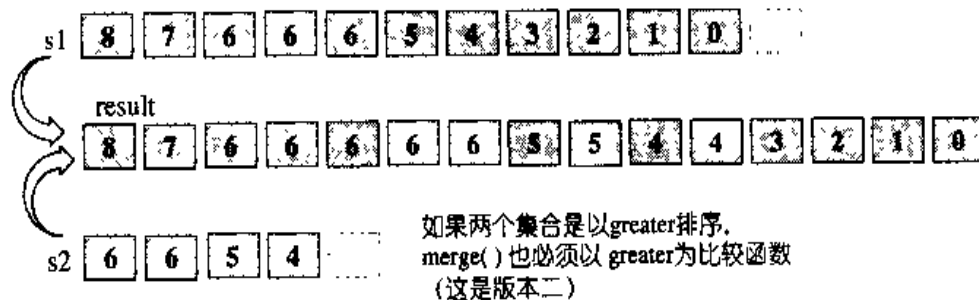 s1 8 7 6 6 6 5 4 3 2 1 0
result
8 7 6 6 6 6 6 5 5 4 4 3 2 1 0
s2 6 6 5 4
如果两个集合是以greater排序,
merge( ) 也必须以 greater为比较函数
（这是版本二）